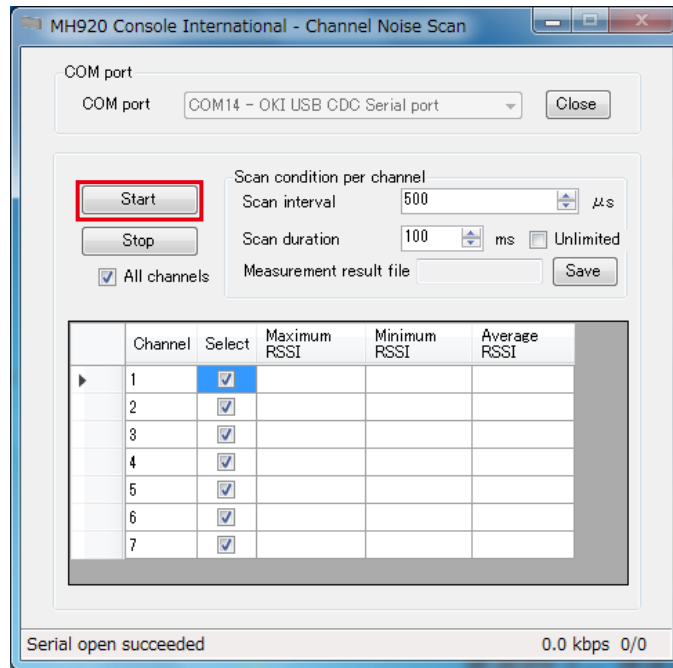 MH920 Console International - Channel Noise Scan
COM port
COM port COM14 - OKI USB CDC Serial port Close
Scan condition per channel
Start Scan interval 500 μs
Stop Scan duration 100 ms Unlimited
All channels Measurement result file Save
Channel Select Maximum RSSI Minimum RSSI Average RSSI
1
2
3
4
5
6
7
Serial open succeeded 0.0 kbps 0/0